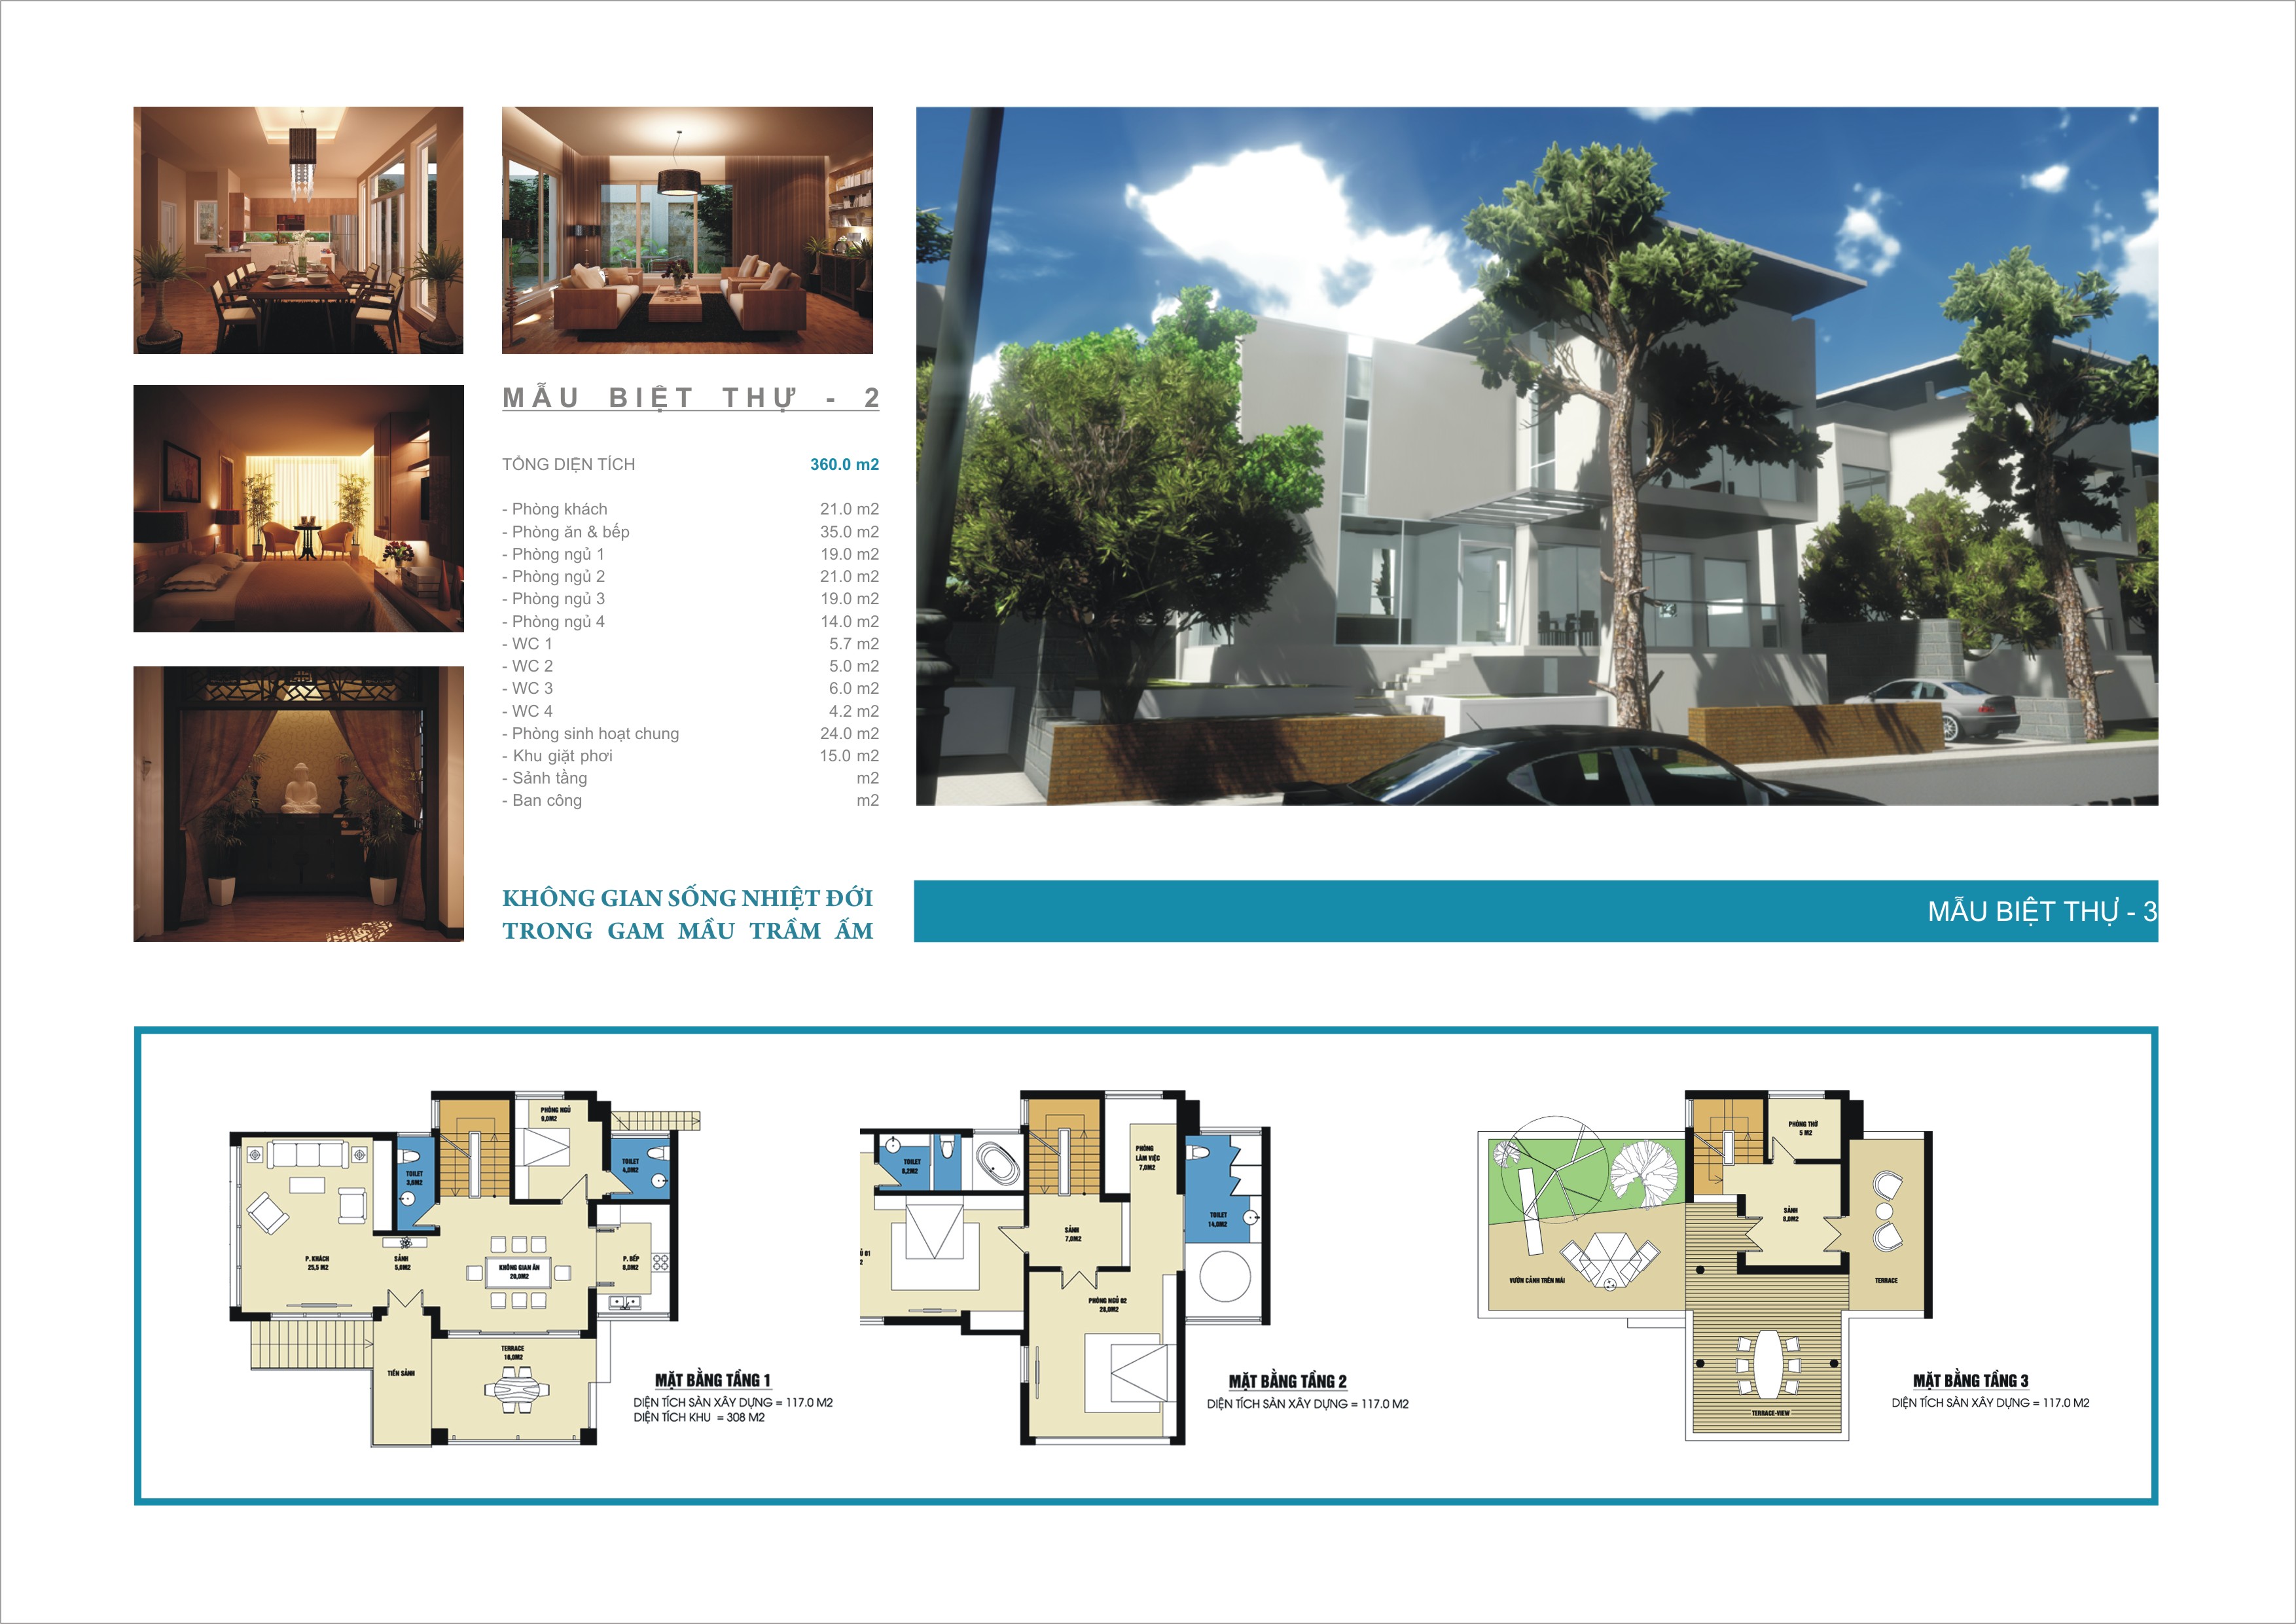 MẪU BIỆT THỰ - 2
TỔNG DIỆN TÍCH 360.0 m2
- Phòng khách 21.0 m2
- Phòng ăn & bếp 35.0 m2
- Phòng ngủ 1 19.0 m2
- Phòng ngủ 2 21.0 m2
- Phòng ngủ 3 19.0 m2
- Phòng ngủ 4 14.0 m2
- WC 1 5.7 m2
- WC 2 5.0 m2
- WC 3 6.0 m2
- WC 4 4.2 m2
- Phòng sinh hoạt chung 24.0 m2
- Khu giặt phơi 15.0 m2
- Sảnh tầng m2
- Ban công m2
KHÔNG GIAN SỐNG NHIỆT ĐỚI
TRONG GAM MẦU TRẦM ẤM
MẪU BIỆT THỰ - 3
PHÒNG NGỦ
9,0M2
TOILET
3,0M2
TOILET
4,0M2
P. KHÁCH
25,5 M2
SẢNH
5,0M2
KHÔNG GIAN ĂN
20,0M2
P. BẾP
8,0M2
TIỀN SẢNH
TERRACE
16,0M2
MẶT BẰNG TẦNG 1
DIỆN TÍCH SÀN XÂY DỰNG = 117.0 M2
DIỆN TÍCH KHU = 308 M2
TOILET
8,2M2
PHÒNG
LÀM VIỆC
7,0M2
TOILET
14,0M2
SẢNH
7,0M2
Ủ 01
2
PHÒNG NGỦ 02
28,0M2
MẶT BẰNG TẦNG 2
DIỆN TÍCH SÀN XÂY DỰNG = 117.0 M2
PHÒNG THỜ
5 M2
SẢNH
8,0M2
VƯỜN CẢNH TRÊN MÁI
TERRACE
TERRACE-VIEW
MẶT BẰNG TẦNG 3
DIỆN TÍCH SÀN XÂY DỰNG = 117.0 M2